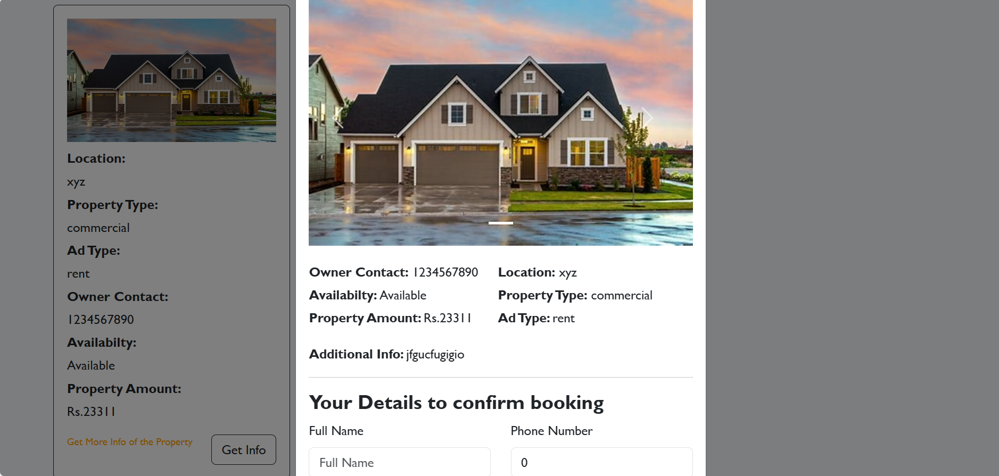 Location:
xyz
Property Type:
commercial
Ad Type:
rent
Owner Contact:
1234567890
Availabilty:
Available
Property Amount:
Rs.23311
Get More Info of the Property
Get Info
Owner Contact: 1234567890
Availabilty: Available
Property Amount: Rs.23311
Location: xyz
Property Type: commercial
Ad Type: rent
Additional Info: jfgucfugigio
Your Details to confirm booking
Full Name
Full Name
Phone Number
0